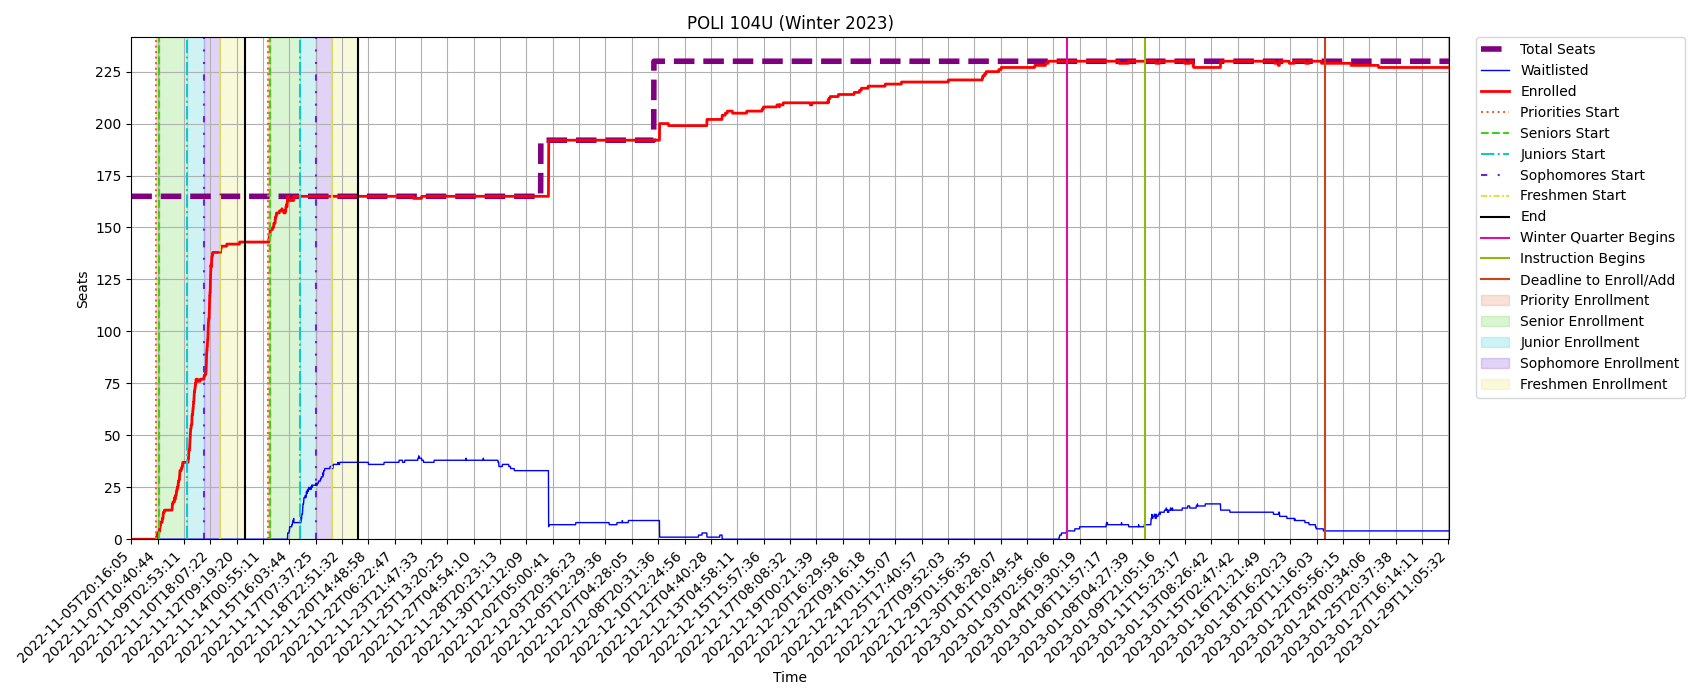 POLI 104U (Winter 2023)
Seats
225
200
175
150
125
100
75
50
25
0
2022-11-05T20:16:05
2022-11-07T10:40:44
2022-11-09T02:53:11
2022-11-10T18:07:22
2022-11-12T09:19:20
2022-11-14T00:55:11
2022-11-15T16:03:44
2022-11-17T07:37:25
2022-11-18T22:51:32
2022-11-20T14:48:58
2022-11-22T06:22:47
2022-11-23T21:47:33
2022-11-25T13:20:25
2022-11-27T04:54:10
2022-11-28T20:23:13
2022-11-30T12:12:09
2022-12-02T05:00:41
2022-12-03T20:36:23
2022-12-05T12:29:36
2022-12-07T04:28:05
2022-12-08T20:31:36
2022-12-10T12:24:56
2022-12-12T04:40:28
2022-12-13T04:58:11
2022-12-15T15:57:36
2022-12-17T08:08:32
2022-12-19T00:21:39
2022-12-20T16:29:58
2022-12-22T09:16:18
2022-12-24T01:15:07
2022-12-25T17:40:57
2022-12-27T09:52:03
2022-12-29T01:56:35
2022-12-30T18:28:07
2023-01-01T10:49:54
2023-01-03T02:56:06
2023-01-04T19:30:19
2023-01-06T11:57:17
2023-01-08T04:27:39
2023-01-09T21:05:16
2023-01-11T15:23:17
2023-01-13T08:26:42
2023-01-15T02:47:42
2023-01-16T21:21:49
2023-01-18T16:20:23
2023-01-20T11:16:03
2023-01-22T05:56:15
2023-01-24T00:34:06
2023-01-25T20:37:38
2023-01-27T16:14:11
2023-01-29T11:05:32
Time
Total Seats
Waitlisted
Enrolled
Priorities Start
Seniors Start
Juniors Start
Sophomores Start
Freshmen Start
End
Winter Quarter Begins
Instruction Begins
Deadline to Enroll/Add
Priority Enrollment
Senior Enrollment
Junior Enrollment
Sophomore Enrollment
Freshmen Enrollment